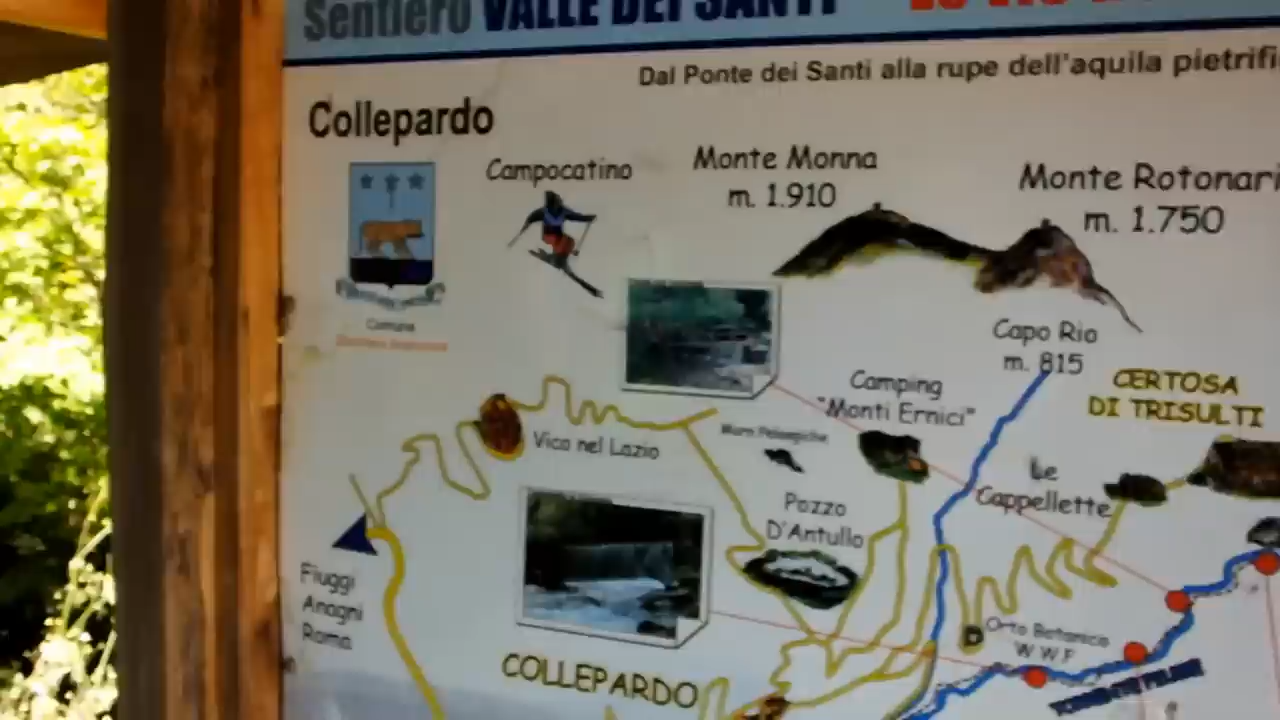 Sentiero VALLE DEI SANTI
Dal Ponte dei Santi alla rupe dell'aquila pietrifi
Collepardo
Campocatino
Monte Monna
m. 1.910
Monte Rotonari
m. 1.750
Comune
Capo Rio
m. 815
CERTOSA
DI TRISULTI
Camping
"Monti Ernici"
Vico nel Lazio
Le
Cappellette
Pozzo
D'Antullo
Fiuggi
Anagni
Roma
Orto Botanico
W W F
COLLEPARDO